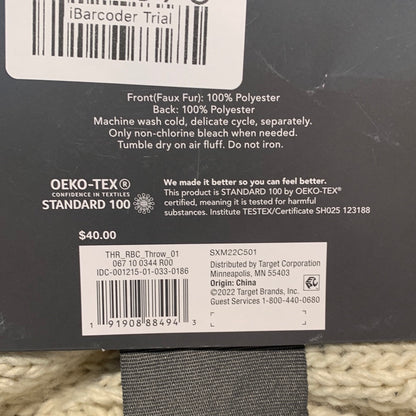 iBarcoder Trial
Front(Faux Fur): 100% Polyester
Back: 100% Polyester
Machine wash cold, delicate cycle, separately.
Only non-chlorine bleach when needed.
Tumble dry on air fluff. Do not iron.
OEKO-TEX®
CONFIDENCE IN TEXTILES
STANDARD 100
We made it better so you can feel better.
This product is STANDARD 100 by OEKO-TEX®
certified, meaning it is tested for harmful
substances. Institute TESTEX/Certificate SH025 123188
$40.00
THR_RBC_Throw_01
067 10 0344 R00
IDC-001215-01-033-0186
1 91908 88494 3
SXM22C501
Distributed by Target Corporation
Minneapolis, MN 55403
Origin: China
©2022 Target Brands, Inc.
Guest Services 1-800-440-0680